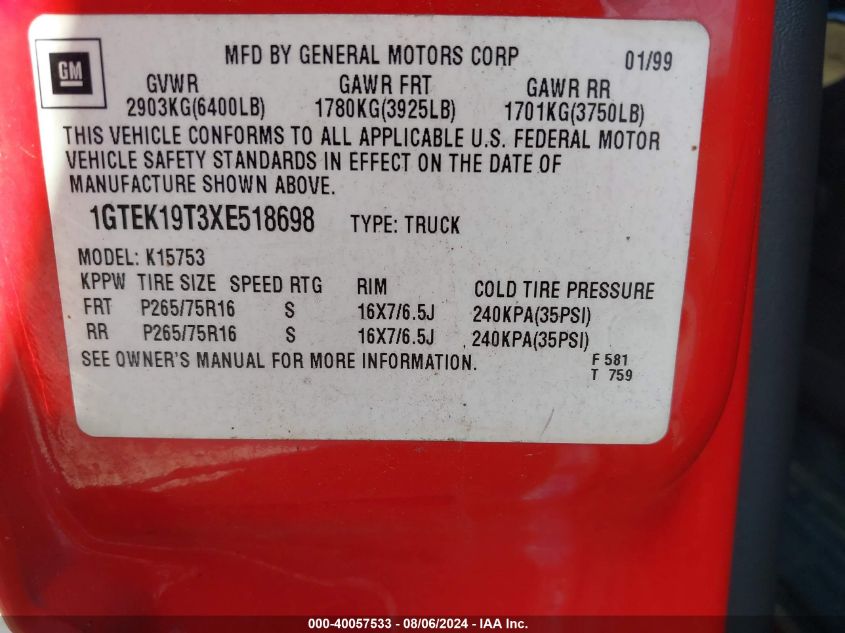 GM
MFD BY GENERAL MOTORS CORP 01/99
GVWR GAWR FRT GAWR RR
2903KG(6400LB) 1780KG(3925LB) 1701KG(3750LB)
THIS VEHICLE CONFORMS TO ALL APPLICABLE U.S. FEDERAL MOTOR
VEHICLE SAFETY STANDARDS IN EFFECT ON THE DATE OF
MANUFACTURE SHOWN ABOVE.
1GTEK19T3XE518698 TYPE: TRUCK
MODEL: K15753
KPPW TIRE SIZE SPEED RTG RIM COLD TIRE PRESSURE
FRT P265/75R16 S 16X7/6.5J 240KPA(35PSI)
RR P265/75R16 S 16X7/6.5J 240KPA(35PSI)
SEE OWNER'S MANUAL FOR MORE INFORMATION. F 581
T 759
000-40057533 - 08/06/2024 - IAA Inc.